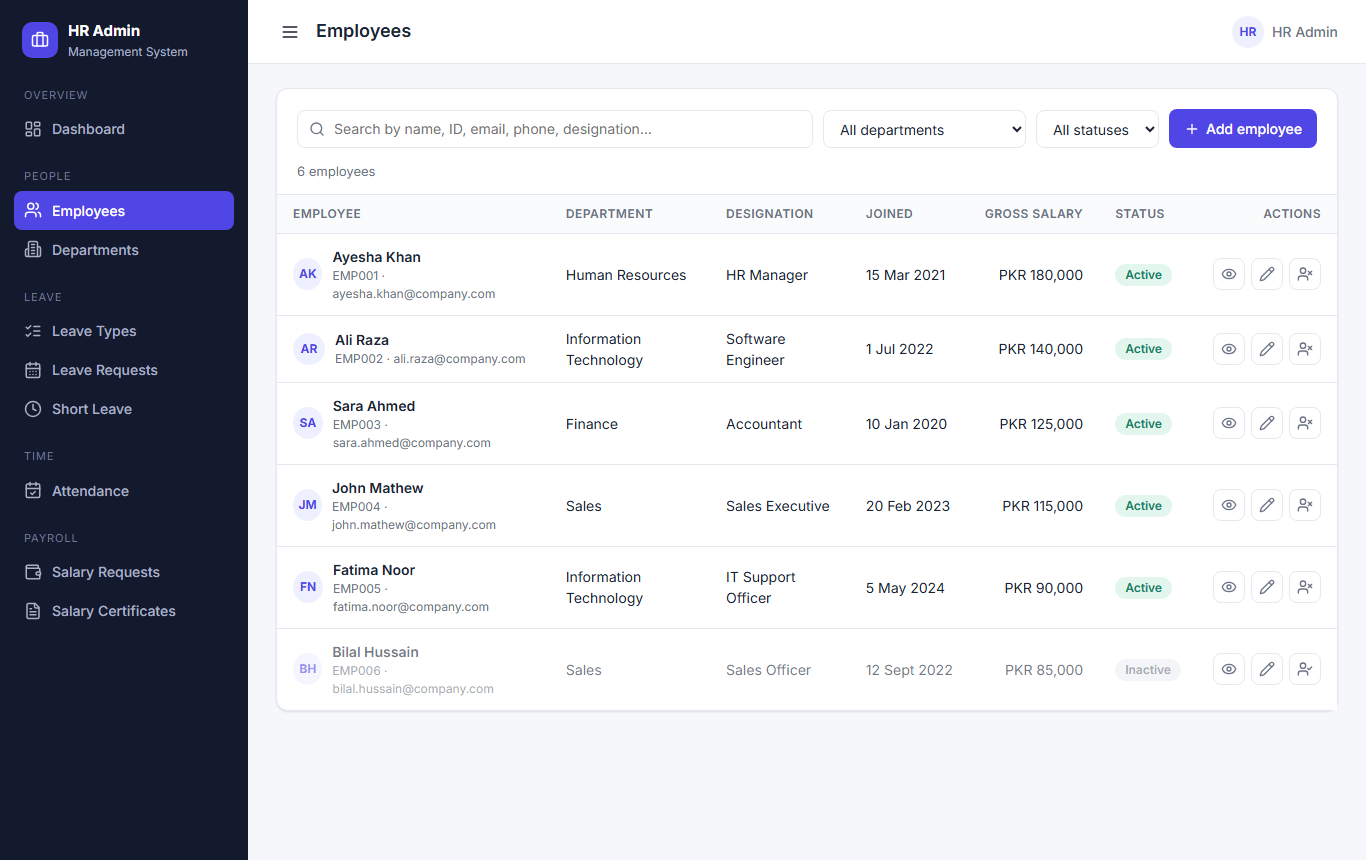 HR Admin
Management System
OVERVIEW
Dashboard
PEOPLE
Employees
Departments
LEAVE
Leave Types
Leave Requests
Short Leave
TIME
Attendance
PAYROLL
Salary Requests
Salary Certificates
Employees
HR HR Admin
Search by name, ID, email, phone, designation...
All departments
All statuses
+ Add employee
6 employees
EMPLOYEE DEPARTMENT DESIGNATION JOINED GROSS SALARY STATUS ACTIONS
AK
Ayesha Khan
EMP001 ·
ayesha.khan@company.com
Human Resources
HR Manager
15 Mar 2021
PKR 180,000
Active
AR
Ali Raza
EMP002 · ali.raza@company.com
Information
Technology
Software
Engineer
1 Jul 2022
PKR 140,000
Active
SA
Sara Ahmed
EMP003 ·
sara.ahmed@company.com
Finance
Accountant
10 Jan 2020
PKR 125,000
Active
JM
John Mathew
EMP004 ·
john.mathew@company.com
Sales
Sales Executive
20 Feb 2023
PKR 115,000
Active
FN
Fatima Noor
EMP005 ·
fatima.noor@company.com
Information
Technology
IT Support
Officer
5 May 2024
PKR 90,000
Active
BH
Bilal Hussain
EMP006 ·
bilal.hussain@company.com
Sales
Sales Officer
12 Sept 2022
PKR 85,000
Inactive